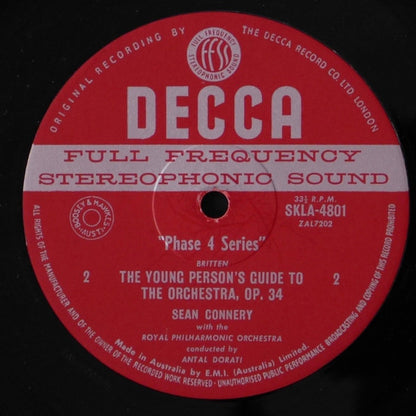 ORIGINAL RECORDING BY THE DECCA RECORD CO. LTD. LONDON
FULL FREQUENCY
ffss
STEREOPHONIC SOUND
DECCA
FULL FREQUENCY
STEREOPHONIC SOUND
33⅓ R.P.M.
SKLA-4801
ZAL7202
BOOSEY & HAWKES
"Phase 4 Series"
BRITTEN
2 THE YOUNG PERSON'S GUIDE TO 2
THE ORCHESTRA, OP. 34
SEAN CONNERY
with the
ROYAL PHILHARMONIC ORCHESTRA
conducted by
ANTAL DORATI
Made in Australia by E.M.I. (Australia) Limited.
ALL RIGHTS OF THE MANUFACTURER AND OF THE OWNER OF THE RECORDED WORK RESERVED · UNAUTHORISED PUBLIC PERFORMANCE BROADCASTING AND COPYING OF THIS RECORD PROHIBITED